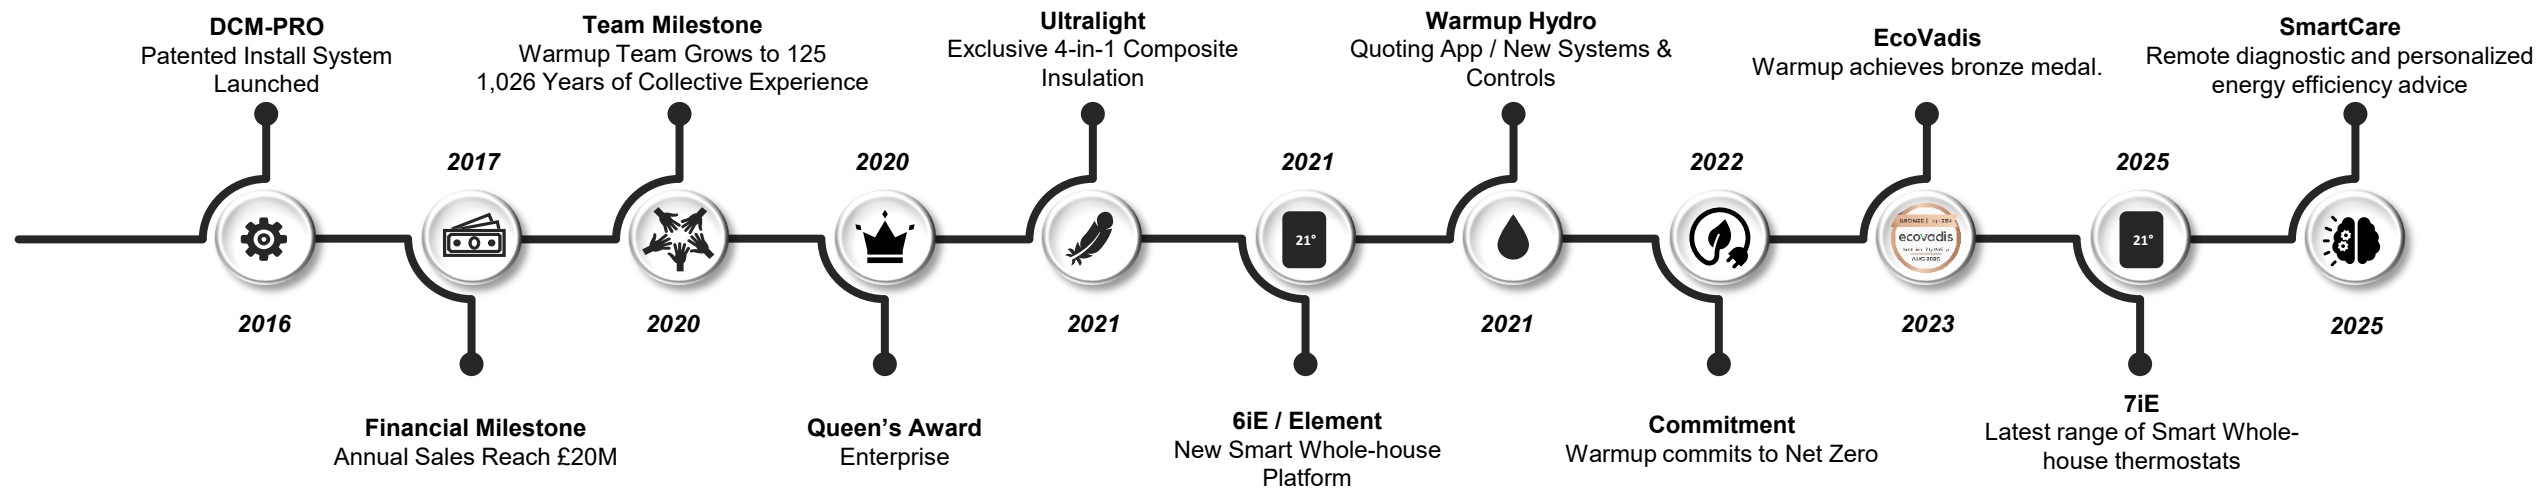 DCM-PRO
Patented Install System
Launched
2016
2017
Financial Milestone
Annual Sales Reach £20M
Team Milestone
Warmup Team Grows to 125
1,026 Years of Collective Experience
2020
2020
Queen’s Award
Enterprise
Ultralight
Exclusive 4-in-1 Composite
Insulation
2021
2021
21°
6iE / Element
New Smart Whole-house
Platform
Warmup Hydro
Quoting App / New Systems &
Controls
2021
2022
Commitment
Warmup commits to Net Zero
EcoVadis
Warmup achieves bronze medal.
BRONZE
ecovadis
2023
2025
21°
7iE
Latest range of Smart Whole-
house thermostats
SmartCare
Remote diagnostic and personalized
energy efficiency advice
2025